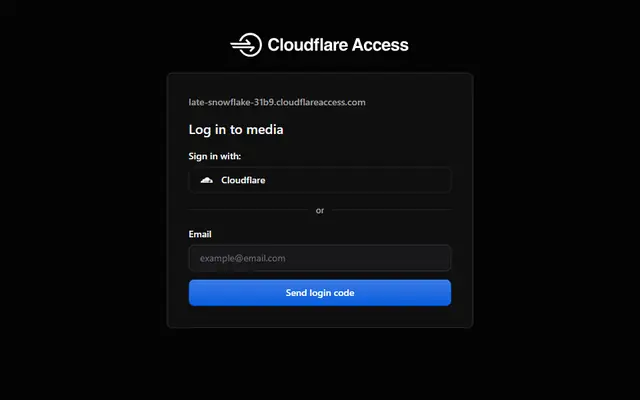 Cloudflare Access
late-snowflake-31b9.cloudflareaccess.com
Log in to media
Sign in with:
Cloudflare
or
Email
example@email.com
Send login code